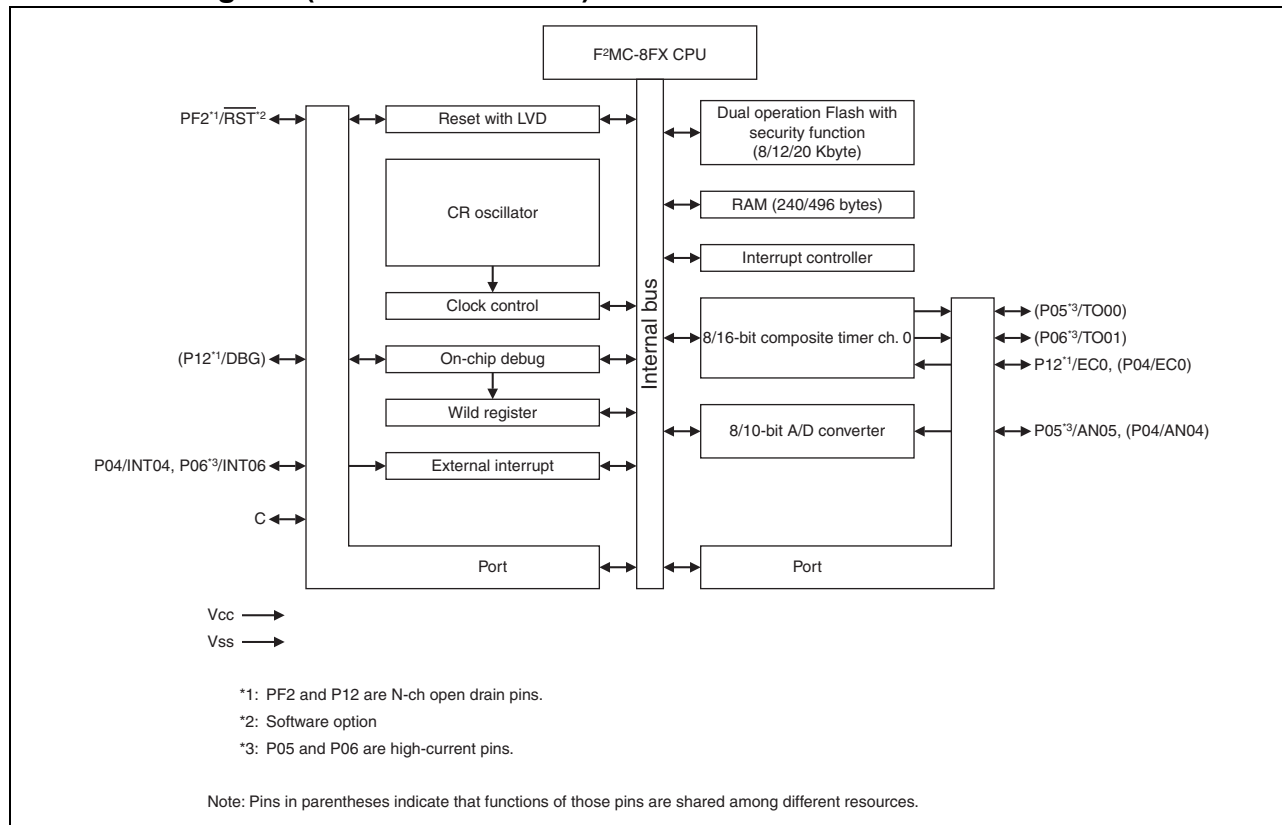 F²MC-8FX CPU
PF2*1/RST*2
Reset with LVD
Dual operation Flash with
security function
(8/12/20 Kbyte)
CR oscillator
RAM (240/496 bytes)
Interrupt controller
Clock control
Internal bus
8/16-bit composite timer ch. 0
(P05*3/TO00)
(P06*3/TO01)
P12*1/EC0, (P04/EC0)
(P12*1/DBG)
On-chip debug
Wild register
8/10-bit A/D converter
P05*3/AN05, (P04/AN04)
P04/INT04, P06*3/INT06
External interrupt
C
Port
Port
Vcc
Vss
*1: PF2 and P12 are N-ch open drain pins.
*2: Software option
*3: P05 and P06 are high-current pins.
Note: Pins in parentheses indicate that functions of those pins are shared among different resources.